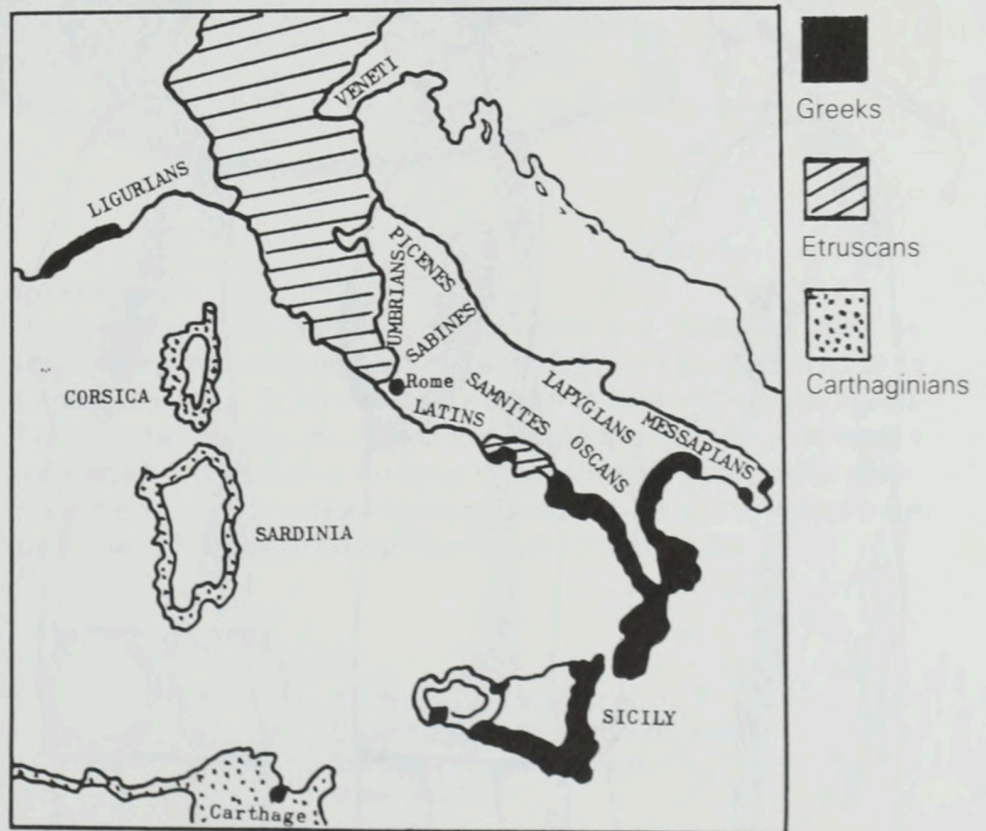 VENETI
LIGURIANS
PICENES
UMBRIANS
SABINES
CORSICA
Rome
LATINS
SAMNITES
OSCANS
LAPYGIANS
MESSAPIANS
SARDINIA
SICILY
Carthage
Greeks
Etruscans
Carthaginians